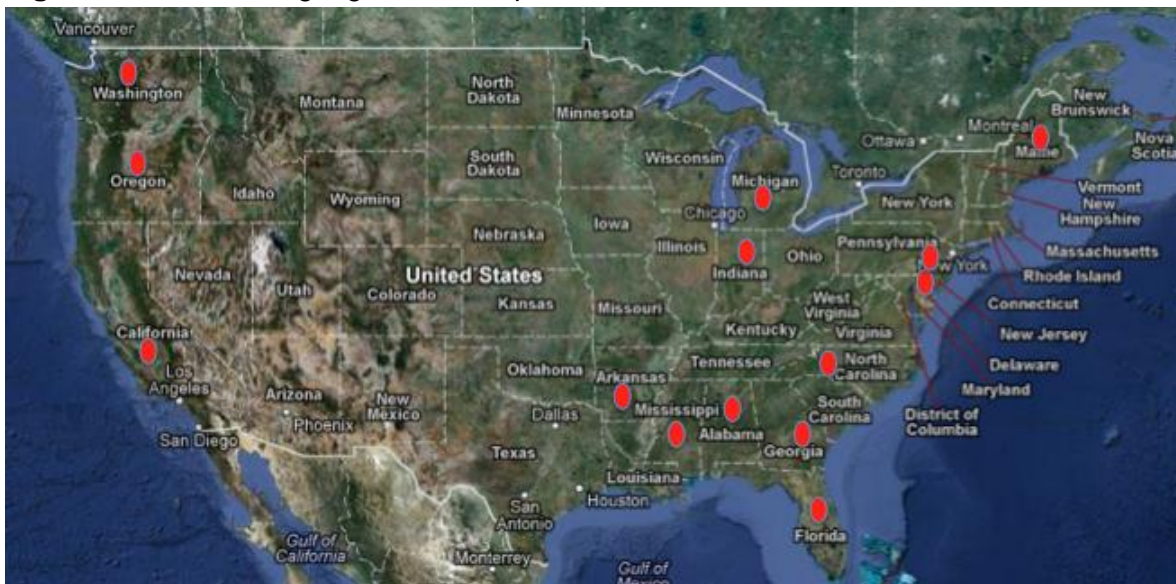 Vancouver
Washington
Montana
North
Dakota
Minnesota
Ottawa
Montreal
New
Brunswick
Maine
Nova
Scotia
Oregon
Idaho
Wyoming
South
Dakota
Wisconsin
Michigan
Toronto
New York
Vermont
New
Hampshire
Massachusetts
Rhode Island
Connecticut
New Jersey
Delaware
Maryland
District of
Columbia
Chicago
Iowa
Nebraska
Illinois
Indiana
Ohio
Pennsylvania
New York
Nevada
Utah
Colorado
United States
Kansas
Missouri
West
Virginia
Virginia
Kentucky
California
Los
Angeles
San Diego
Arizona
Phoenix
New
Mexico
Oklahoma
Arkansas
Tennessee
North
Carolina
South
Carolina
Mississippi
Alabama
Georgia
Dallas
Texas
Louisiana
Houston
San
Antonio
Florida
Gulf of
California
Monterrey
Gulf of